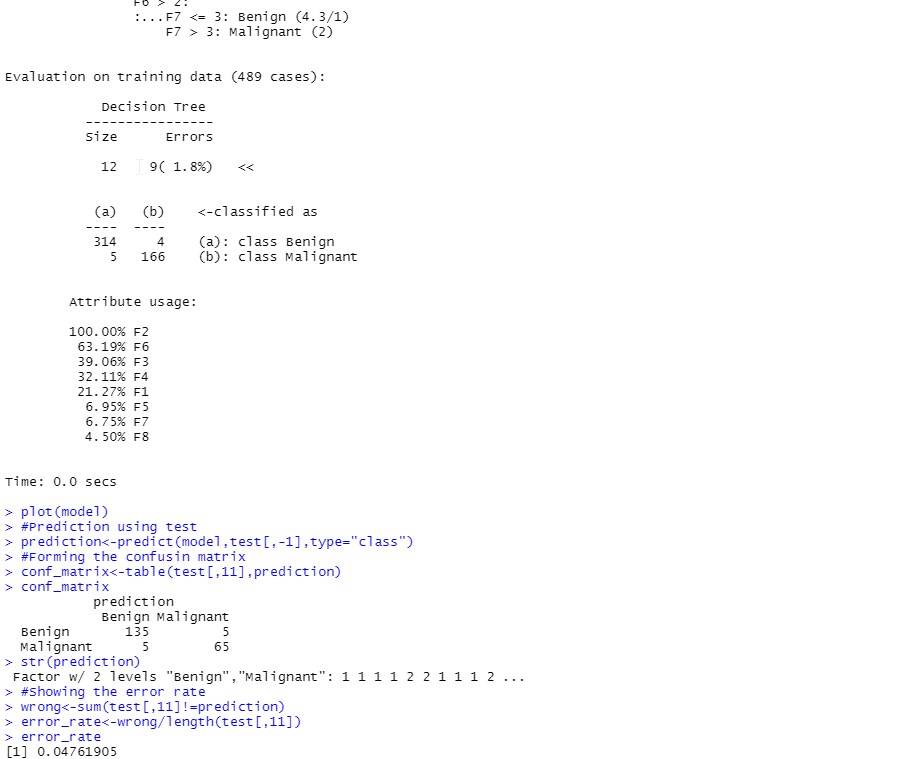 F6 > 2:
:...F7 <= 3: Benign (4.3/1)
F7 > 3: Malignant (2)
Evaluation on training data (489 cases):
Decision Tree
----------------
Size Errors
12 9( 1.8%) <<
(a) (b) <-classified as
---- ----
314 4 (a): class Benign
5 166 (b): class Malignant
Attribute usage:
100.00% F2
63.19% F6
39.06% F3
32.11% F4
21.27% F1
6.95% F5
6.75% F7
4.50% F8
Time: 0.0 secs
> plot(model)
> #Prediction using test
> prediction<-predict(model,test[,-1],type="class")
> #Forming the confusin matrix
> conf_matrix<-table(test[,11],prediction)
> conf_matrix
prediction
Benign Malignant
Benign 135 5
Malignant 5 65
> str(prediction)
Factor w/ 2 levels "Benign","Malignant": 1 1 1 1 2 2 1 1 1 2 ...
> #Showing the error rate
> wrong<-sum(test[,11]!=prediction)
> error_rate<-wrong/length(test[,11])
> error_rate
[1] 0.04761905